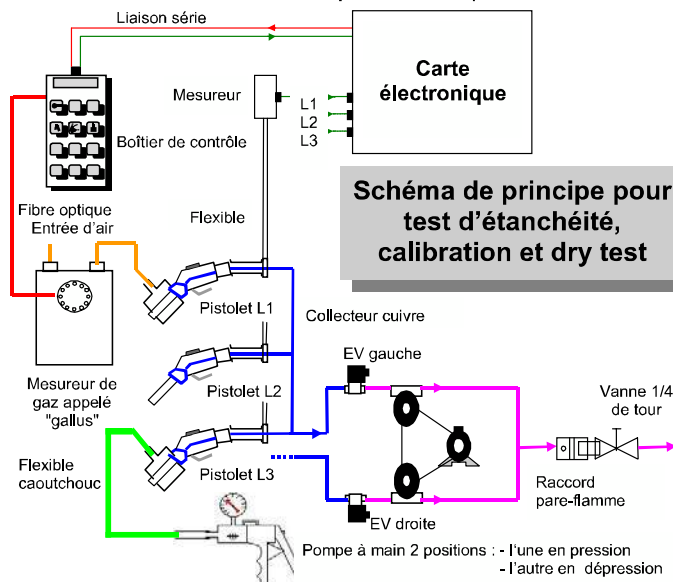 Liaison série
Carte
électronique
Mesureur
L1
L2
L3
Boîtier de contrôle
Schéma de principe pour
test d'étanchéité,
calibration et dry test
Fibre optique
Entrée d'air
Flexible
Pistolet L1
Collecteur cuivre
EV gauche
Vanne 1/4
de tour
Mesureur de
gaz appelé
"gallus"
Pistolet L2
Flexible
caoutchouc
Pistolet L3
Raccord
pare-flamme
EV droite
Pompe à main 2 positions : - l'une en pression
- l'autre en dépression